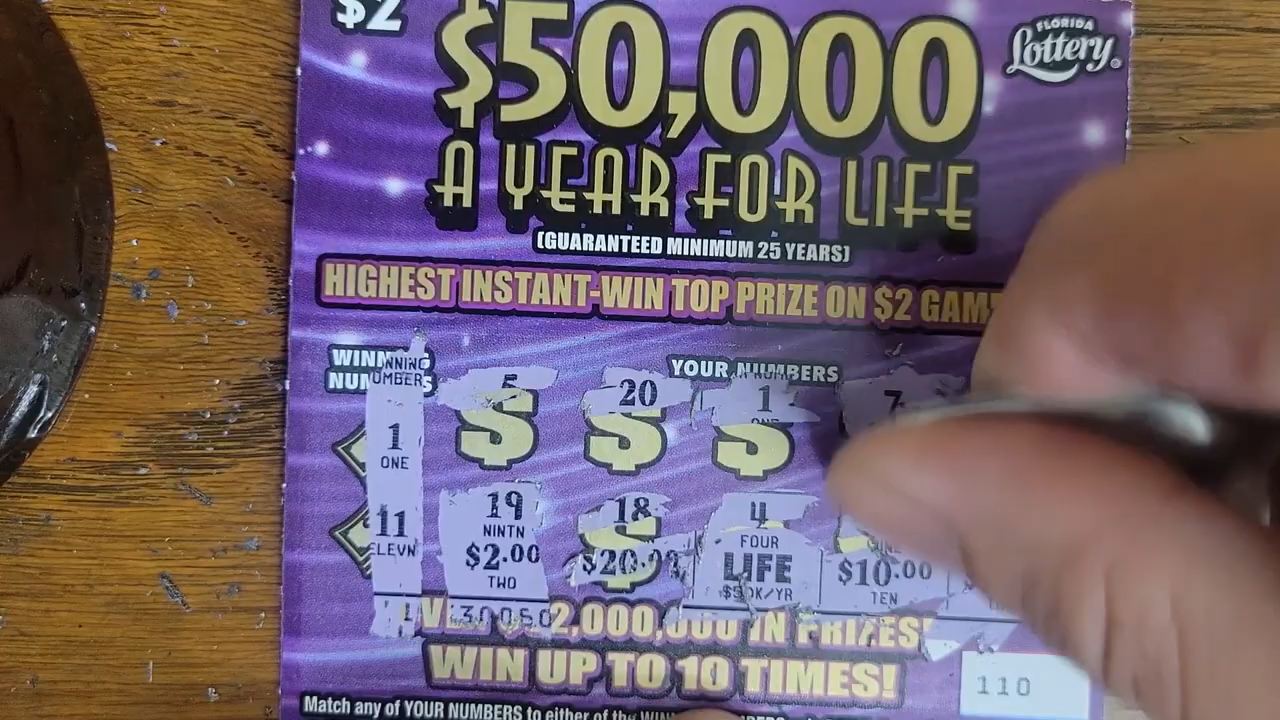 $2
$50,000
FLORIDA
Lottery
A YEAR FOR LIFE
(GUARANTEED MINIMUM 25 YEARS)
HIGHEST INSTANT-WIN TOP PRIZE ON $2
WINNING
NUMBERS
YOUR NUMBERS
5 20 1 7
1
ONE
19 18 4
11
ELEVN
NINTN FOUR
$2.00 $20.00 LIFE $10.00
TWO $50K/YR TEN
2,000,000 IN PRIZES!
WIN UP TO 10 TIMES!
110
Match any of YOUR NUMBERS to either of the